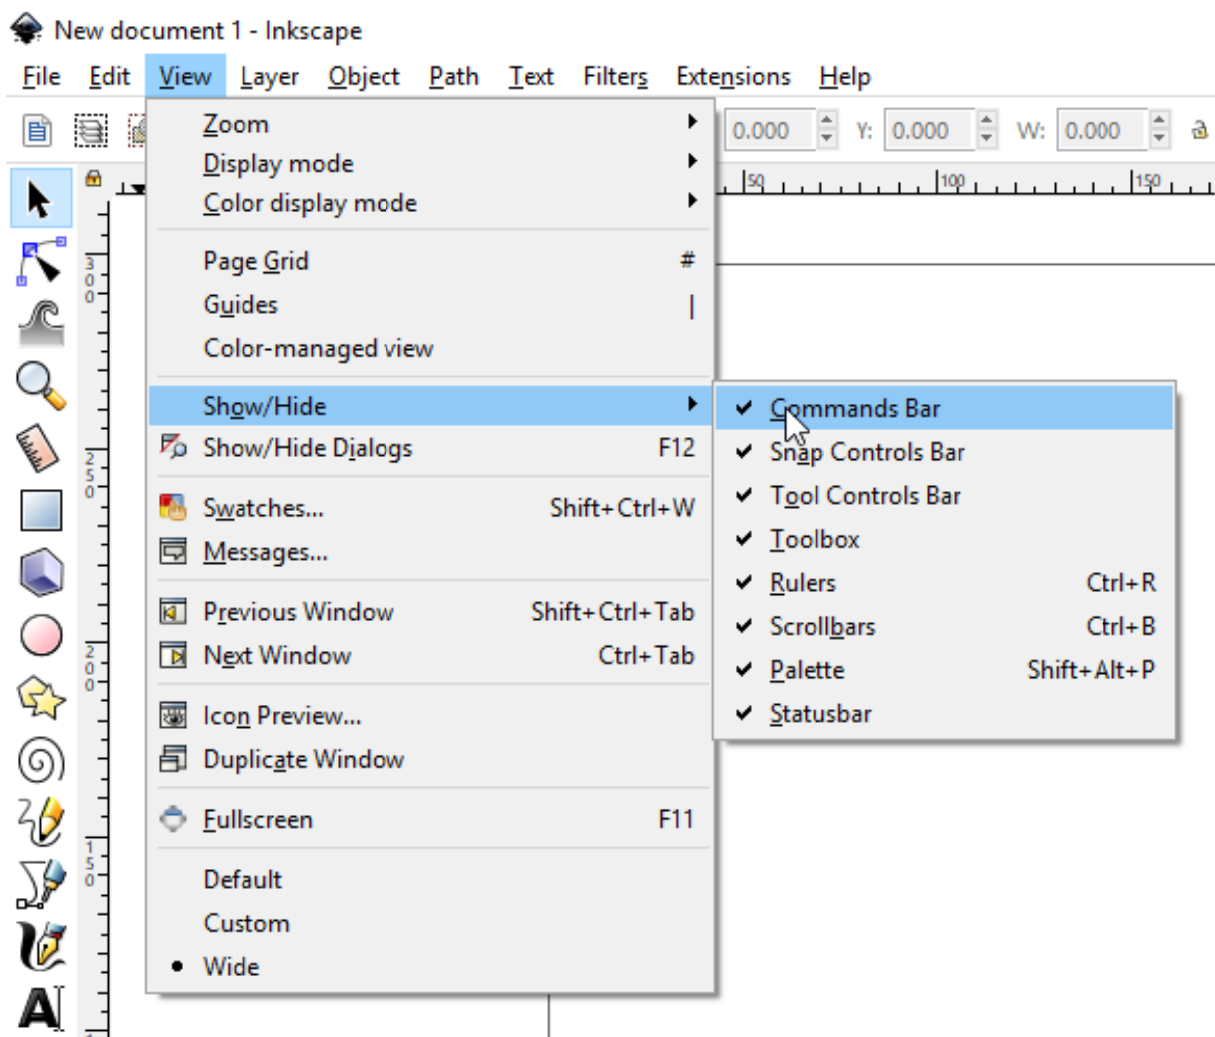 New document 1 - Inkscape
File Edit View Layer Object Path Text Filters Extensions Help
0.000 Y: 0.000 W: 0.000
50 100 150
Zoom
Display mode
Color display mode
Page Grid #
Guides |
Color-managed view
Show/Hide
Show/Hide Dialogs F12
Swatches... Shift+Ctrl+W
Messages...
Previous Window Shift+Ctrl+Tab
Next Window Ctrl+Tab
Icon Preview...
Duplicate Window
Fullscreen F11
Default
Custom
Wide
Commands Bar
Snap Controls Bar
Tool Controls Bar
Toolbox
Rulers Ctrl+R
Scrollbars Ctrl+B
Palette Shift+Alt+P
Statusbar
300
250
200
150